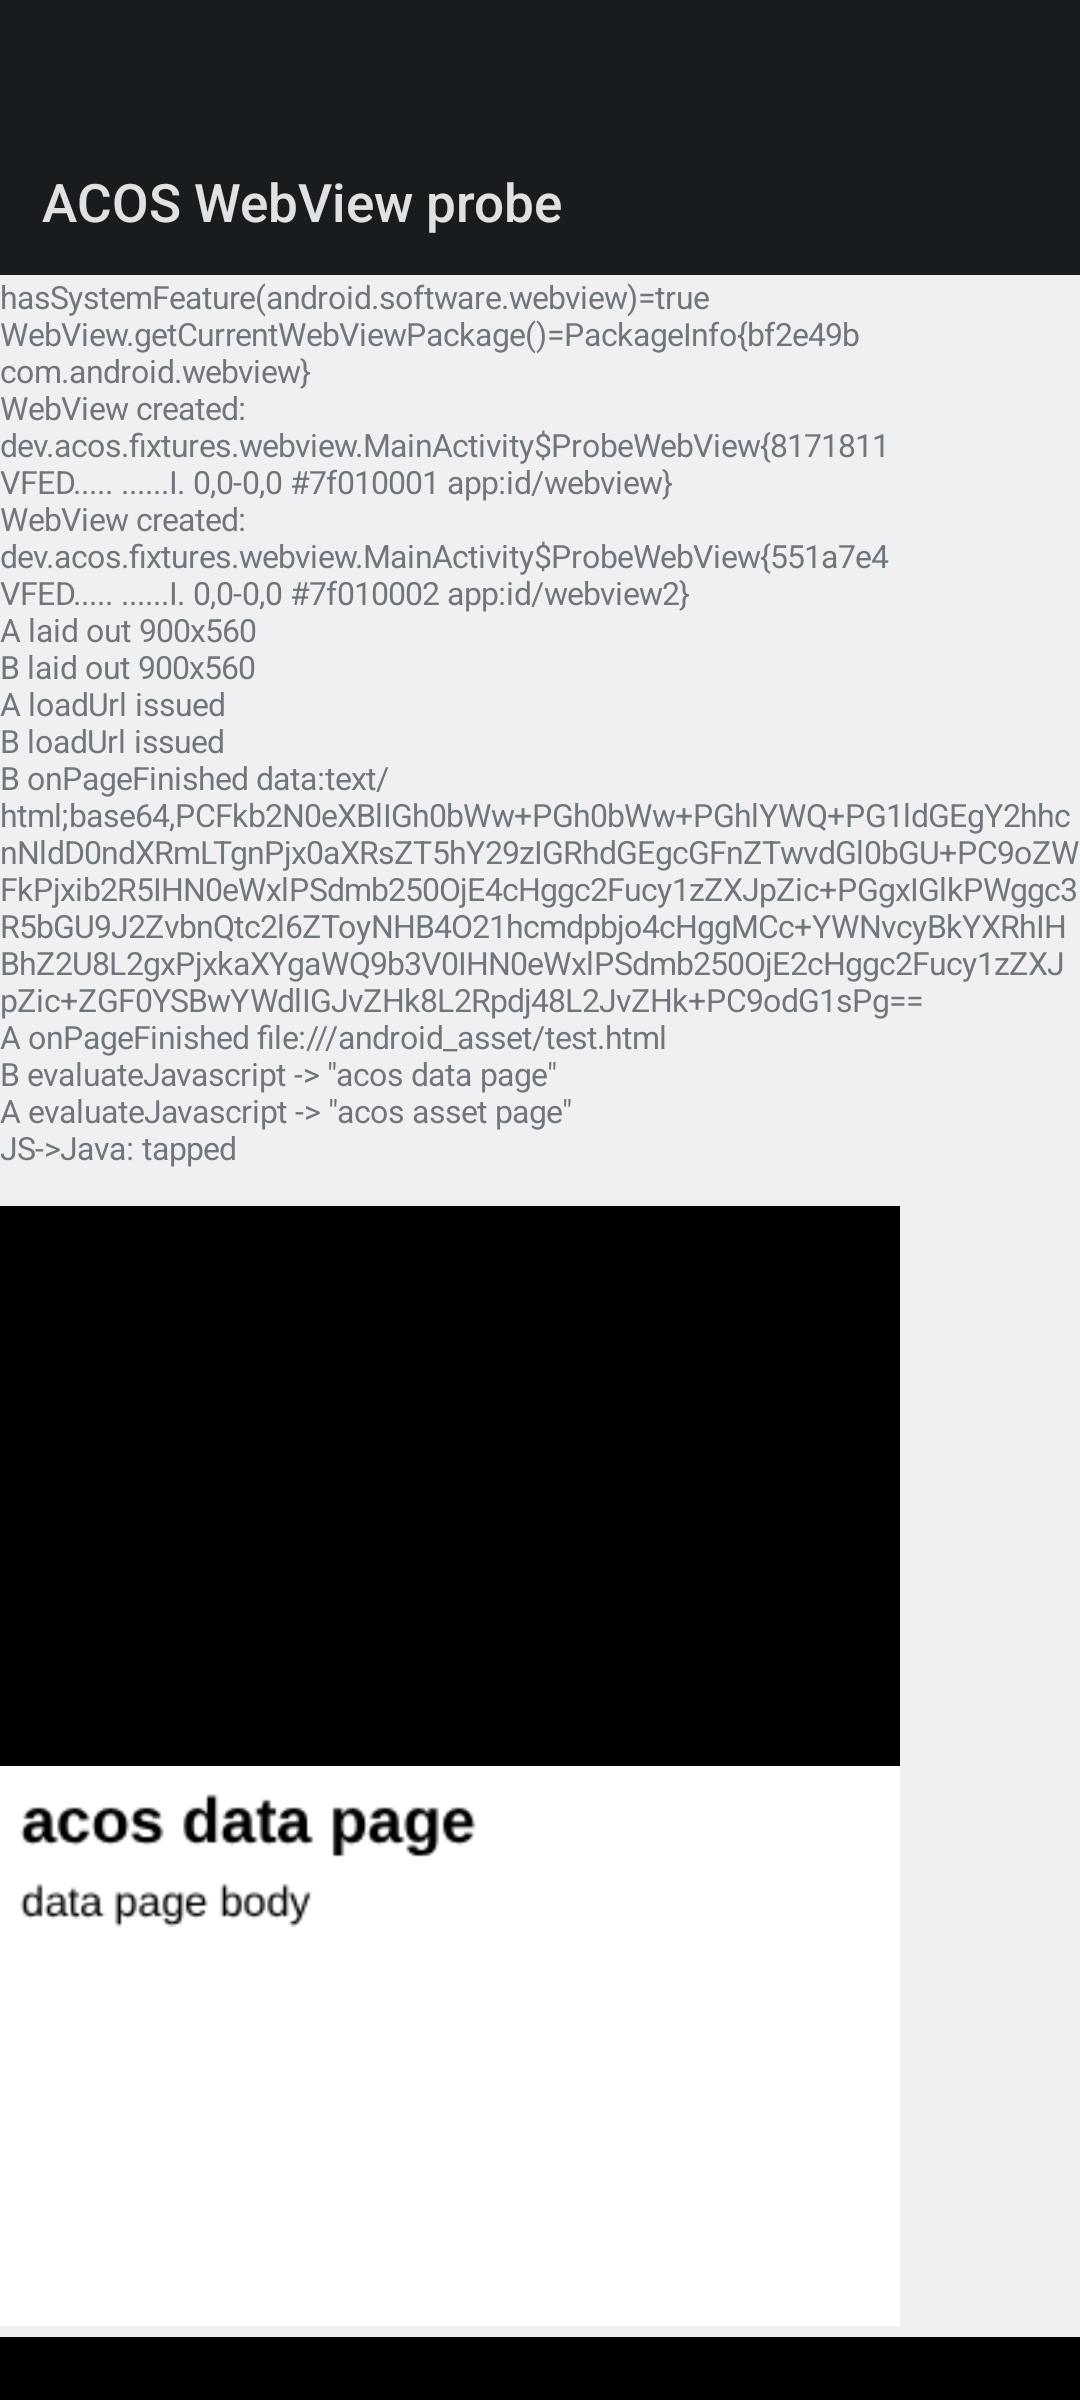 ACOS WebView probe
hasSystemFeature(android.software.webview)=true
WebView.getCurrentWebViewPackage()=PackageInfo{bf2e49b
com.android.webview}
WebView created:
dev.acos.fixtures.webview.MainActivity$ProbeWebView{8171811
VFED..... ......I. 0,0-0,0 #7f010001 app:id/webview}
WebView created:
dev.acos.fixtures.webview.MainActivity$ProbeWebView{551a7e4
VFED..... ......I. 0,0-0,0 #7f010002 app:id/webview2}
A laid out 900x560
B laid out 900x560
A loadUrl issued
B loadUrl issued
B onPageFinished data:text/
html;base64,PCFkb2N0eXBlIGh0bWw+PGh0bWw+PGhlYWQ+PG1ldGEgY2hhc
nNldD0ndXRmLTgnPjx0aXRsZT5hY29zIGRhdGEgcGFnZTwvdGl0bGU+PC9oZW
FkPjxib2R5IHN0eWxlPSdmb250OjE4cHggc2Fucy1zZXJpZic+PGgxIGlkPWggc3
R5bGU9J2ZvbnQtc2l6ZToyNHB4O21hcmdpbjo4cHggMCc+YWNvcyBkYXRhIH
BhZ2U8L2gxPjxkaXYgaWQ9b3V0IHN0eWxlPSdmb250OjE2cHggc2Fucy1zZXJ
pZic+ZGF0YSBwYWdlIGJvZHk8L2Rpdj48L2JvZHk+PC9odG1sPg==
A onPageFinished file:///android_asset/test.html
B evaluateJavascript -> "acos data page"
A evaluateJavascript -> "acos asset page"
JS->Java: tapped
acos data page
data page body